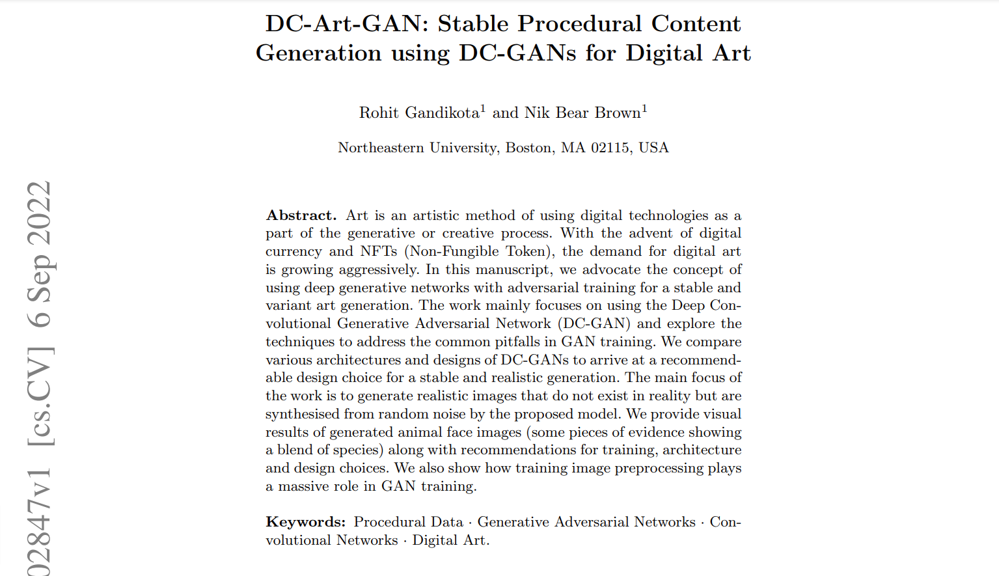 DC-Art-GAN: Stable Procedural Content
Generation using DC-GANs for Digital Art
Rohit Gandikota¹ and Nik Bear Brown¹
Northeastern University, Boston, MA 02115, USA
Abstract. Art is an artistic method of using digital technologies as a
part of the generative or creative process. With the advent of digital
currency and NFTs (Non-Fungible Token), the demand for digital art
is growing aggressively. In this manuscript, we advocate the concept of
using deep generative networks with adversarial training for a stable and
variant art generation. The work mainly focuses on using the Deep Con-
volutional Generative Adversarial Network (DC-GAN) and explore the
techniques to address the common pitfalls in GAN training. We compare
various architectures and designs of DC-GANs to arrive at a recommend-
able design choice for a stable and realistic generation. The main focus of
the work is to generate realistic images that do not exist in reality but are
synthesised from random noise by the proposed model. We provide visual
results of generated animal face images (some pieces of evidence showing
a blend of species) along with recommendations for training, architecture
and design choices. We also show how training image preprocessing plays
a massive role in GAN training.
Keywords: Procedural Data · Generative Adversarial Networks · Con-
volutional Networks · Digital Art.
02847v1 [cs.CV] 6 Sep 2022